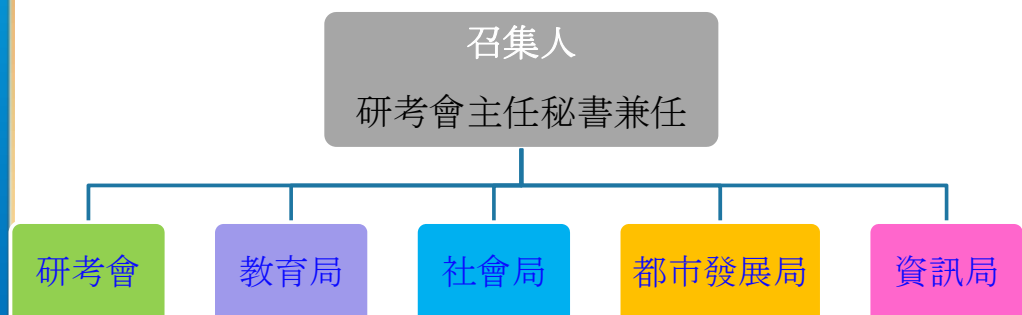 召集人
研考會主任秘書兼任
研考會
教育局
社會局
都市發展局
資訊局